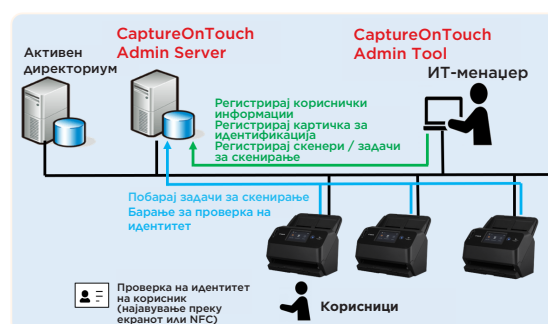 Активен
директориум
CaptureOnTouch
Admin Server
CaptureOnTouch
Admin Tool
ИТ-менаџер
Регистрирај кориснички
информации
Регистрирај картичка за
идентификација
Регистрирај скенери / задачи
за скенирање
Побарај задачи за скенирање
Барање за проверка на
идентитет
Проверка на идентитет
на корисник
(најавување преку
екранот или NFC)
Корисници